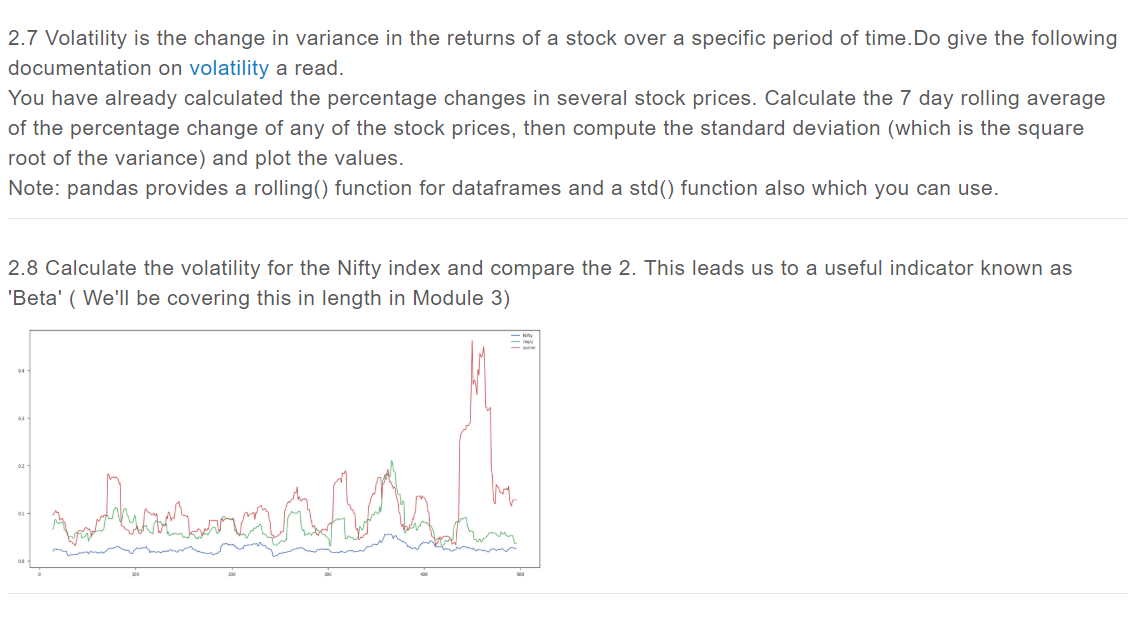 2.7 Volatility is the change in variance in the returns of a stock over a specific period of time.Do give the following
documentation on volatility a read.
You have already calculated the percentage changes in several stock prices. Calculate the 7 day rolling average
of the percentage change of any of the stock prices, then compute the standard deviation (which is the square
root of the variance) and plot the values.
Note: pandas provides a rolling() function for dataframes and a std() function also which you can use.
2.8 Calculate the volatility for the Nifty index and compare the 2. This leads us to a useful indicator known as
'Beta' ( We'll be covering this in length in Module 3)
Nifty
0.4
0.3
0.2
0.1
0.0
0 100 200 300 400 500